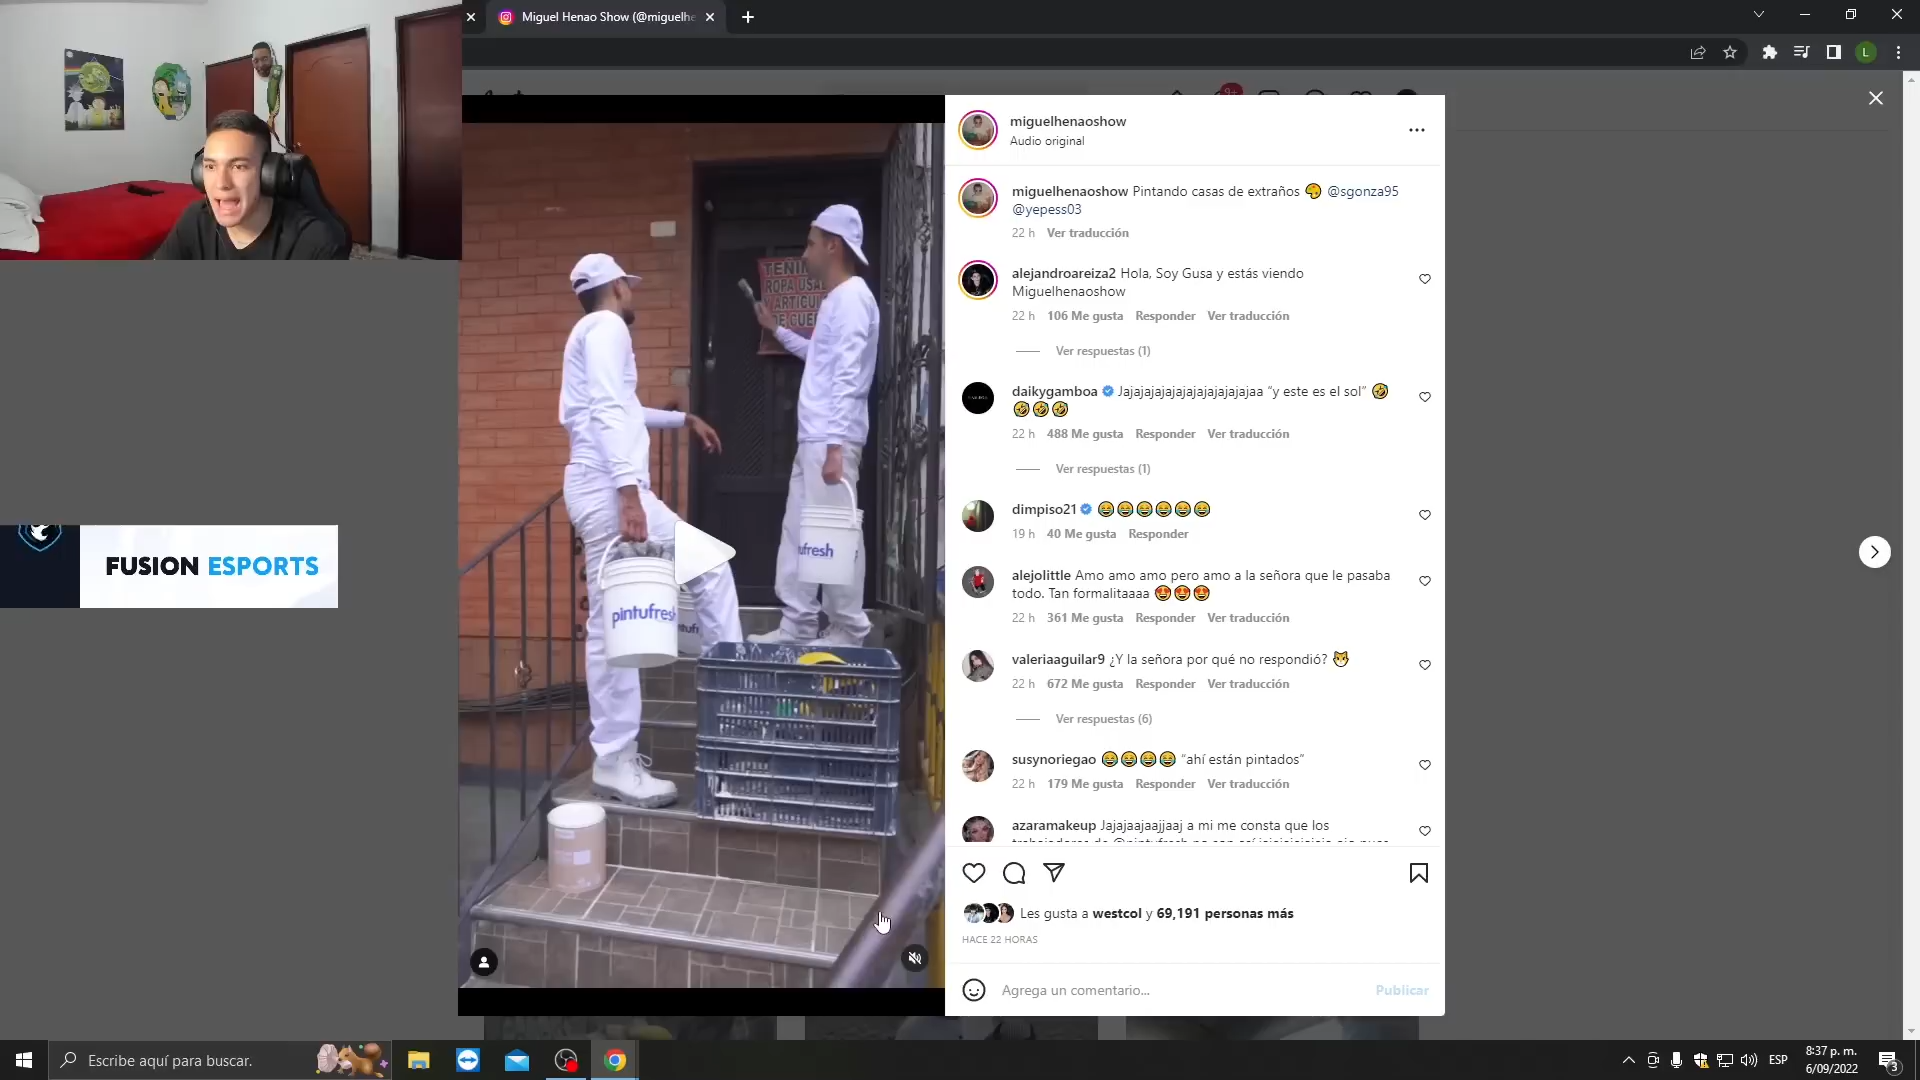 Miguel Henao Show (@miguelhe
L
9+
miguelhenaoshow
Audio original
miguelhenaoshow Pintando casas de extraños @sgonza95
@yepess03
22 h Ver traducción
alejandroareiza2 Hola, Soy Gusa y estás viendo
Miguelhenaoshow
22 h 106 Me gusta Responder Ver traducción
Ver respuestas (1)
daikygamboa Jajajajajajajajajajajajajaa “y este es el sol” 🤣
🤣🤣🤣
22 h 488 Me gusta Responder Ver traducción
Ver respuestas (1)
dimpiso21 😂😂😂😂😂😂
19 h 40 Me gusta Responder
alejolittle Amo amo amo pero amo a la señora que le pasaba
todo. Tan formalitaaaa 🤩🤩🤩
22 h 361 Me gusta Responder Ver traducción
valeriaaguilar9 ¿Y la señora por qué no respondió? 🐱
22 h 672 Me gusta Responder Ver traducción
Ver respuestas (6)
susynoriegao 😂😂😂😂 “ahí están pintados”
22 h 179 Me gusta Responder Ver traducción
azaramakeup Jajajaajaajjaaj a mi me consta que los
Les gusta a westcol y 69,191 personas más
HACE 22 HORAS
Agrega un comentario...
Publicar
TEÑIM
ROPA USA
Y ARTICUL
DE CUE
ufresh
pintufresh
FUSION ESPORTS
Escribe aquí para buscar.
ESP
8:37 p. m.
6/09/2022
3